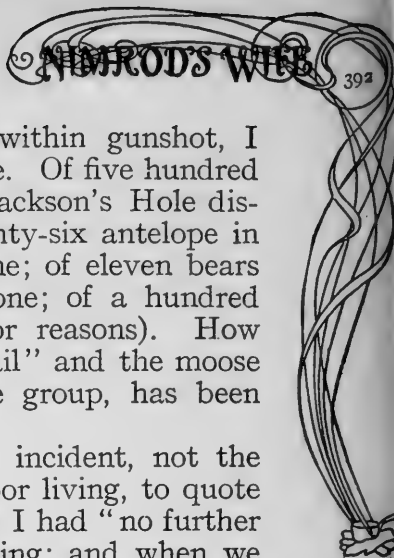 NIMROD'S WIFE
392
within gunshot, I
e. Of five hundred
ackson's Hole dis-
nty-six antelope in
ne; of eleven bears
one; of a hundred
or reasons). How
ail" and the moose
e group, has been
incident, not the
or living, to quote
I had "no further
ing; and when we